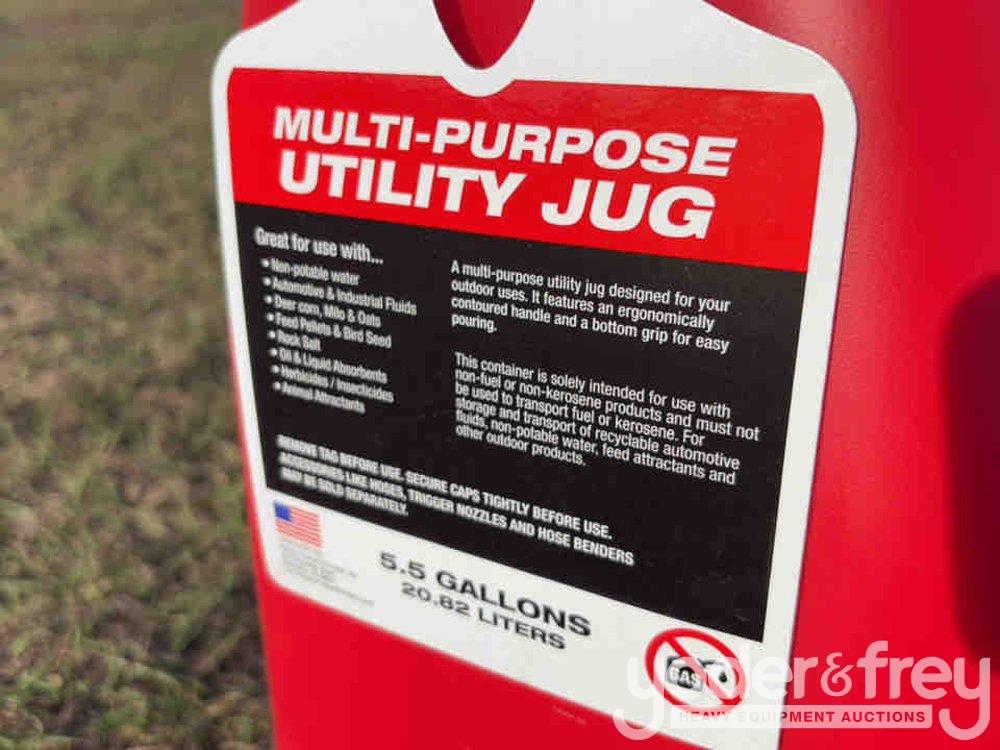 MULTI-PURPOSE
UTILITY JUG
Great for use with...
• Non-potable water
• Automotive & Industrial Fluids
• Deer corn, Milo & Oats
• Feed Pellets & Bird Seed
• Rock Salt
• Oil & Liquid Absorbents
• Herbicides / Insecticides
• Animal Attractants
A multi-purpose utility jug designed for your
outdoor uses. It features an ergonomically
contoured handle and a bottom grip for easy
pouring.
This container is solely intended for use with
non-fuel or non-kerosene products and must not
be used to transport fuel or kerosene. For
storage and transport of recyclable automotive
fluids, non-potable water, feed attractants and
other outdoor products.
REMOVE TAG BEFORE USE. SECURE CAPS TIGHTLY BEFORE USE.
ACCESSORIES LIKE HOSES, TRIGGER NOZZLES AND HOSE BENDERS
MAY BE SOLD SEPARATELY.
5.5 GALLONS
20.82 LITERS
GAS
yoder&frey
HEAVY EQUIPMENT AUCTIONS